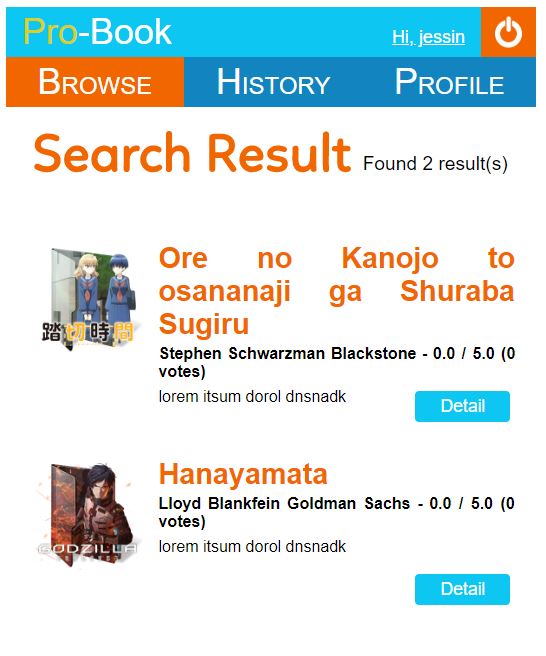 Pro-Book
Hi, jessin
BROWSE
HISTORY
PROFILE
Search Result Found 2 result(s)
Ore no Kanojo to
osananaji ga Shuraba
Sugiru
踏切時間
Stephen Schwarzman Blackstone - 0.0 / 5.0 (0
votes)
lorem itsum dorol dnsnadk
Detail
Hanayamata
Lloyd Blankfein Goldman Sachs - 0.0 / 5.0 (0
votes)
GODZILLA
lorem itsum dorol dnsnadk
Detail